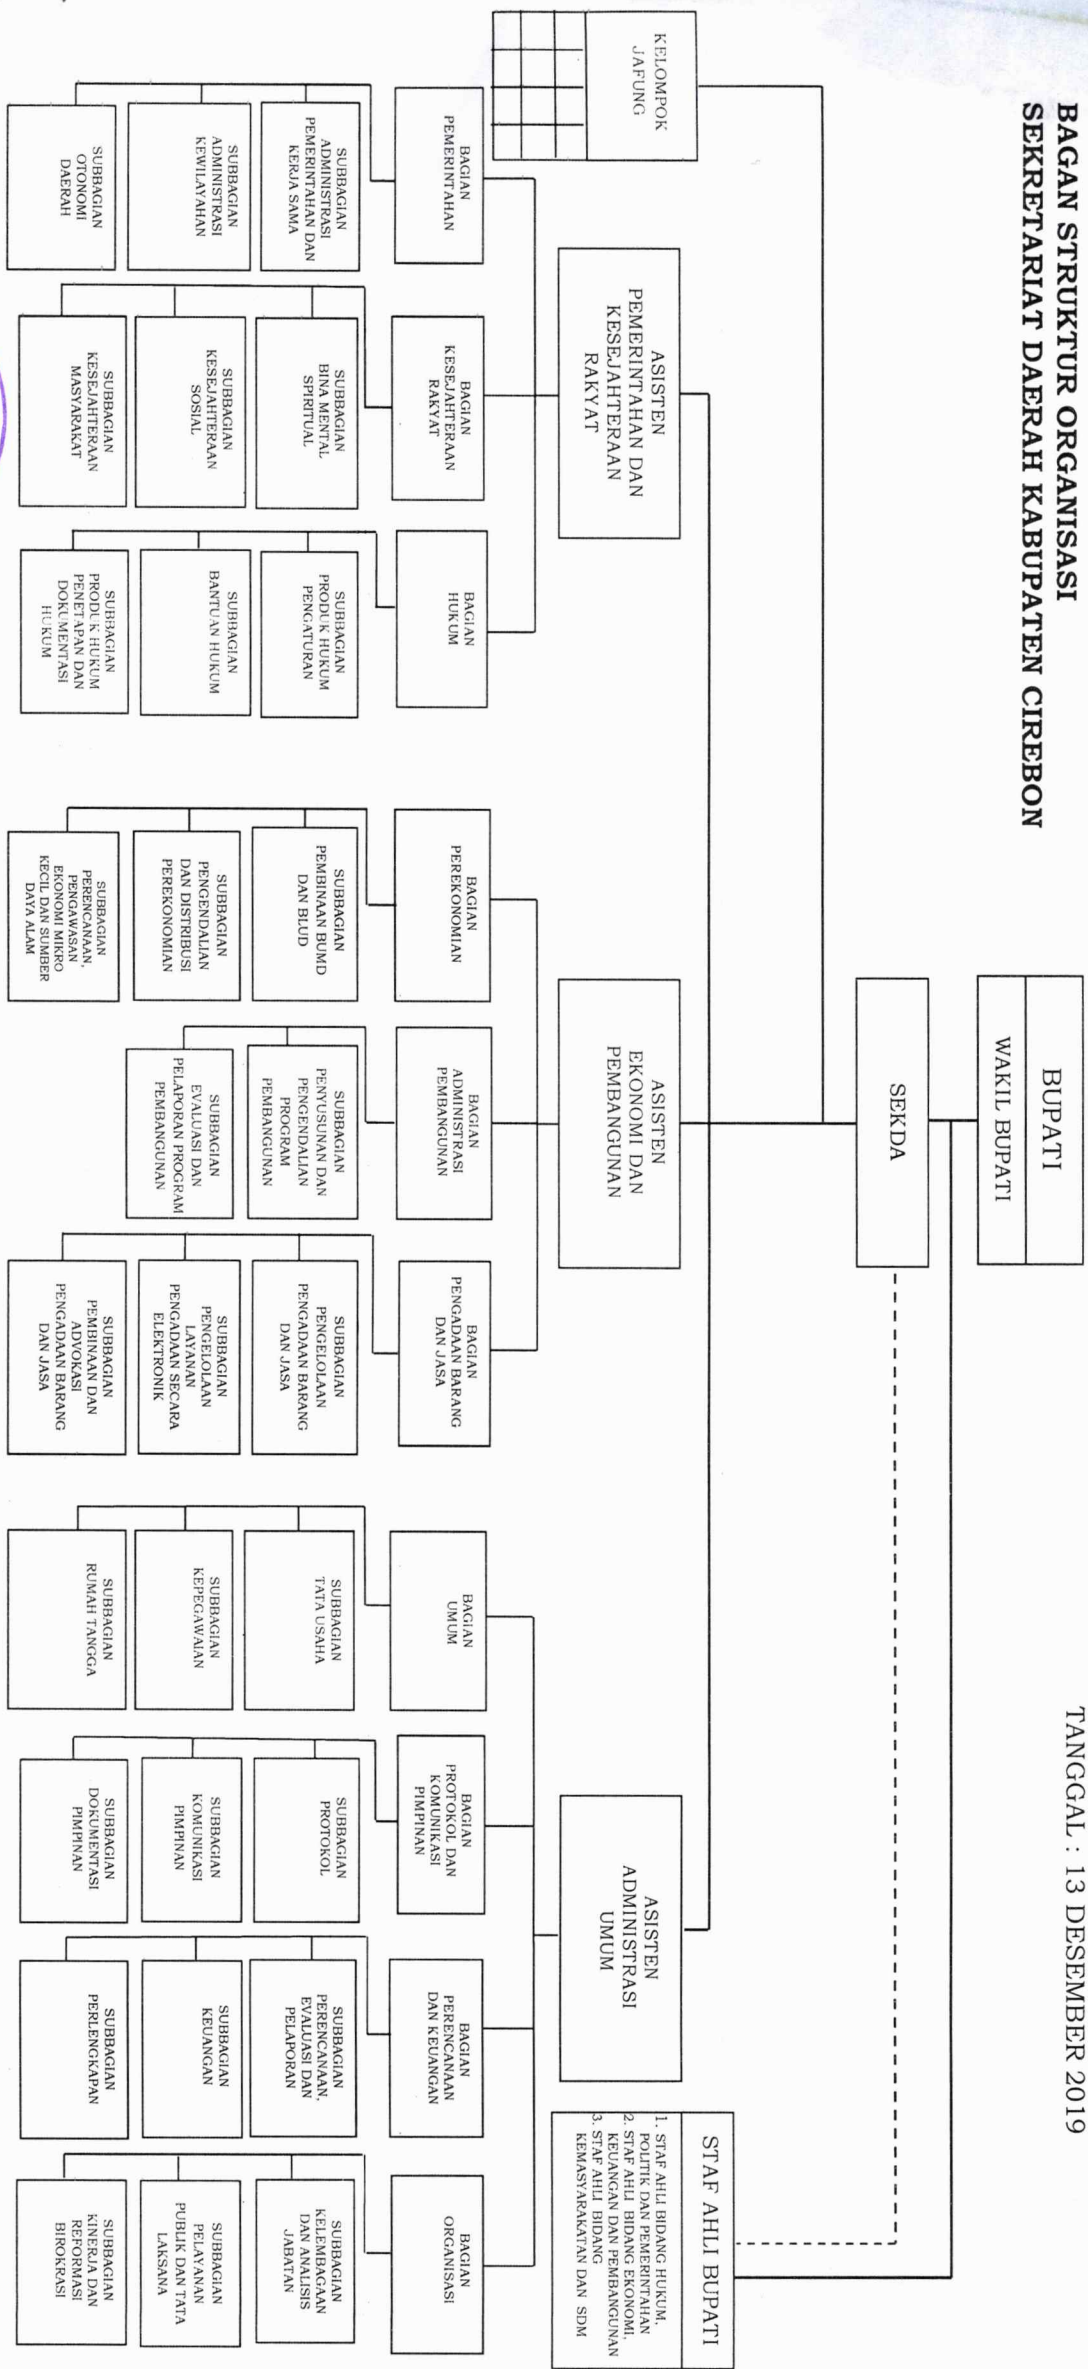 BAGAN STRUKTUR ORGANISASI
SEKRETARIAT DAERAH KABUPATEN CIREBON
TANGGAL : 13 DESEMBER 2019
BUPATI
WAKIL BUPATI
SEKDA
STAF AHLI BUPATI
1. STAF AHLI BIDANG HUKUM,
POLITIK DAN PEMERINTAHAN
2. STAF AHLI BIDANG EKONOMI,
KEUANGAN DAN PEMBANGUNAN
3. STAF AHLI BIDANG
KEMASYARAKATAN DAN SDM
KELOMPOK
JAFUNG
ASISTEN
PEMERINTAHAN DAN
KESEJAHTERAAN
RAKYAT
ASISTEN
EKONOMI DAN
PEMBANGUNAN
ASISTEN
ADMINISTRASI
UMUM
BAGIAN
PEMERINTAHAN
SUBBAGIAN
ADMINISTRASI
PEMERINTAHAN DAN
KERJA SAMA
SUBBAGIAN
ADMINISTRASI
KEWILAYAHAN
SUBBAGIAN
OTONOMI
DAERAH
BAGIAN
KESEJAHTERAAN
RAKYAT
SUBBAGIAN
BINA MENTAL
SPIRITUAL
SUBBAGIAN
KESEJAHTERAAN
SOSIAL
SUBBAGIAN
KESEJAHTERAAN
MASYARAKAT
BAGIAN
HUKUM
SUBBAGIAN
PRODUK HUKUM
PENGATURAN
SUBBAGIAN
BANTUAN HUKUM
SUBBAGIAN
PRODUK HUKUM
PENETAPAN DAN
DOKUMENTASI
HUKUM
BAGIAN
PEREKONOMIAN
SUBBAGIAN
PEMBINAAN BUMD
DAN BLUD
SUBBAGIAN
PENGENDALIAN
DAN DISTRIBUSI
PEREKONOMIAN
SUBBAGIAN
PERENCANAAN,
PENGAWASAN
EKONOMI MIKRO
KECIL DAN SUMBER
DAYA ALAM
BAGIAN
ADMINISTRASI
PEMBANGUNAN
SUBBAGIAN
PENYUSUNAN DAN
PENGENDALIAN
PROGRAM
PEMBANGUNAN
SUBBAGIAN
EVALUASI DAN
PELAPORAN PROGRAM
PEMBANGUNAN
BAGIAN
PENGADAAN BARANG
DAN JASA
SUBBAGIAN
PENGELOLAAN
PENGADAAN BARANG
DAN JASA
SUBBAGIAN
PENGELOLAAN
LAYANAN
PENGADAAN SECARA
ELEKTRONIK
SUBBAGIAN
PEMBINAAN DAN
ADVOKASI
PENGADAAN BARANG
DAN JASA
BAGIAN
UMUM
SUBBAGIAN
TATA USAHA
SUBBAGIAN
KEPEGAWAIAN
SUBBAGIAN
RUMAH TANGGA
BAGIAN
PROTOKOL DAN
KOMUNIKASI
PIMPINAN
SUBBAGIAN
PROTOKOL
SUBBAGIAN
KOMUNIKASI
PIMPINAN
SUBBAGIAN
DOKUMENTASI
PIMPINAN
BAGIAN
PERENCANAAN
DAN KEUANGAN
SUBBAGIAN
PERENCANAAN,
EVALUASI DAN
PELAPORAN
SUBBAGIAN
KEUANGAN
SUBBAGIAN
PERLENGKAPAN
BAGIAN
ORGANISASI
SUBBAGIAN
KELEMBAGAAN
DAN ANALISIS
JABATAN
SUBBAGIAN
PELAYANAN
PUBLIK DAN TATA
LAKSANA
SUBBAGIAN
KINERJA DAN
REFORMASI
BIROKRASI